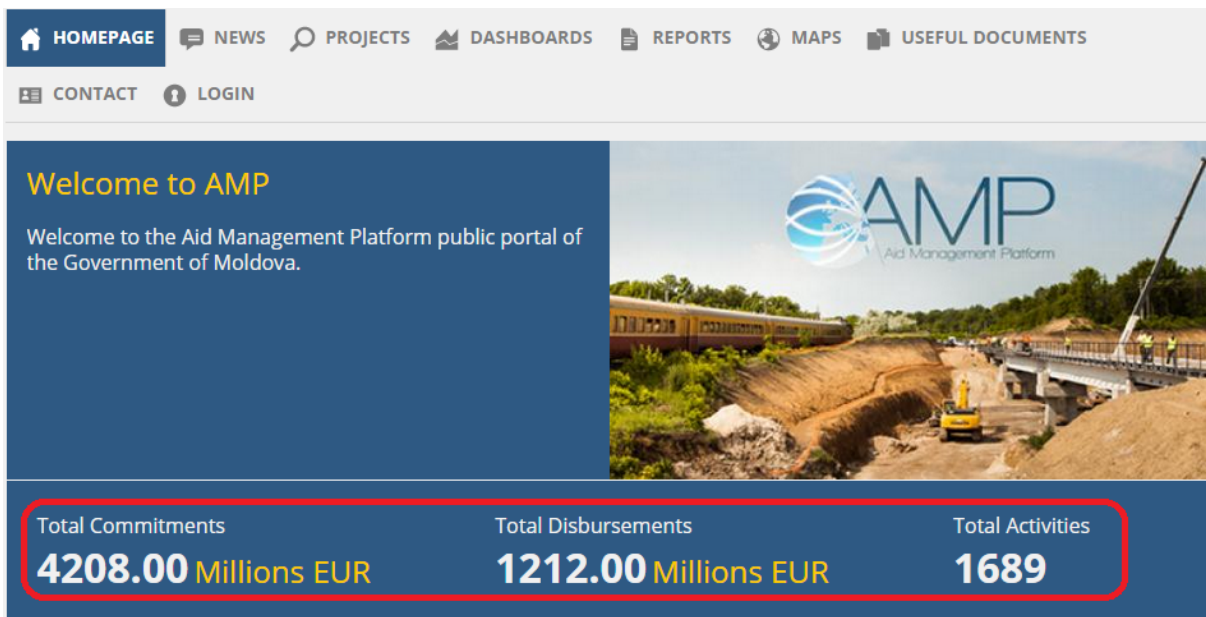 HOMEPAGE NEWS PROJECTS DASHBOARDS REPORTS MAPS USEFUL DOCUMENTS
CONTACT LOGIN
Welcome to AMP
Welcome to the Aid Management Platform public portal of
the Government of Moldova.
AMP
Aid Management Platform
Total Commitments Total Disbursements Total Activities
4208.00 Millions EUR 1212.00 Millions EUR 1689